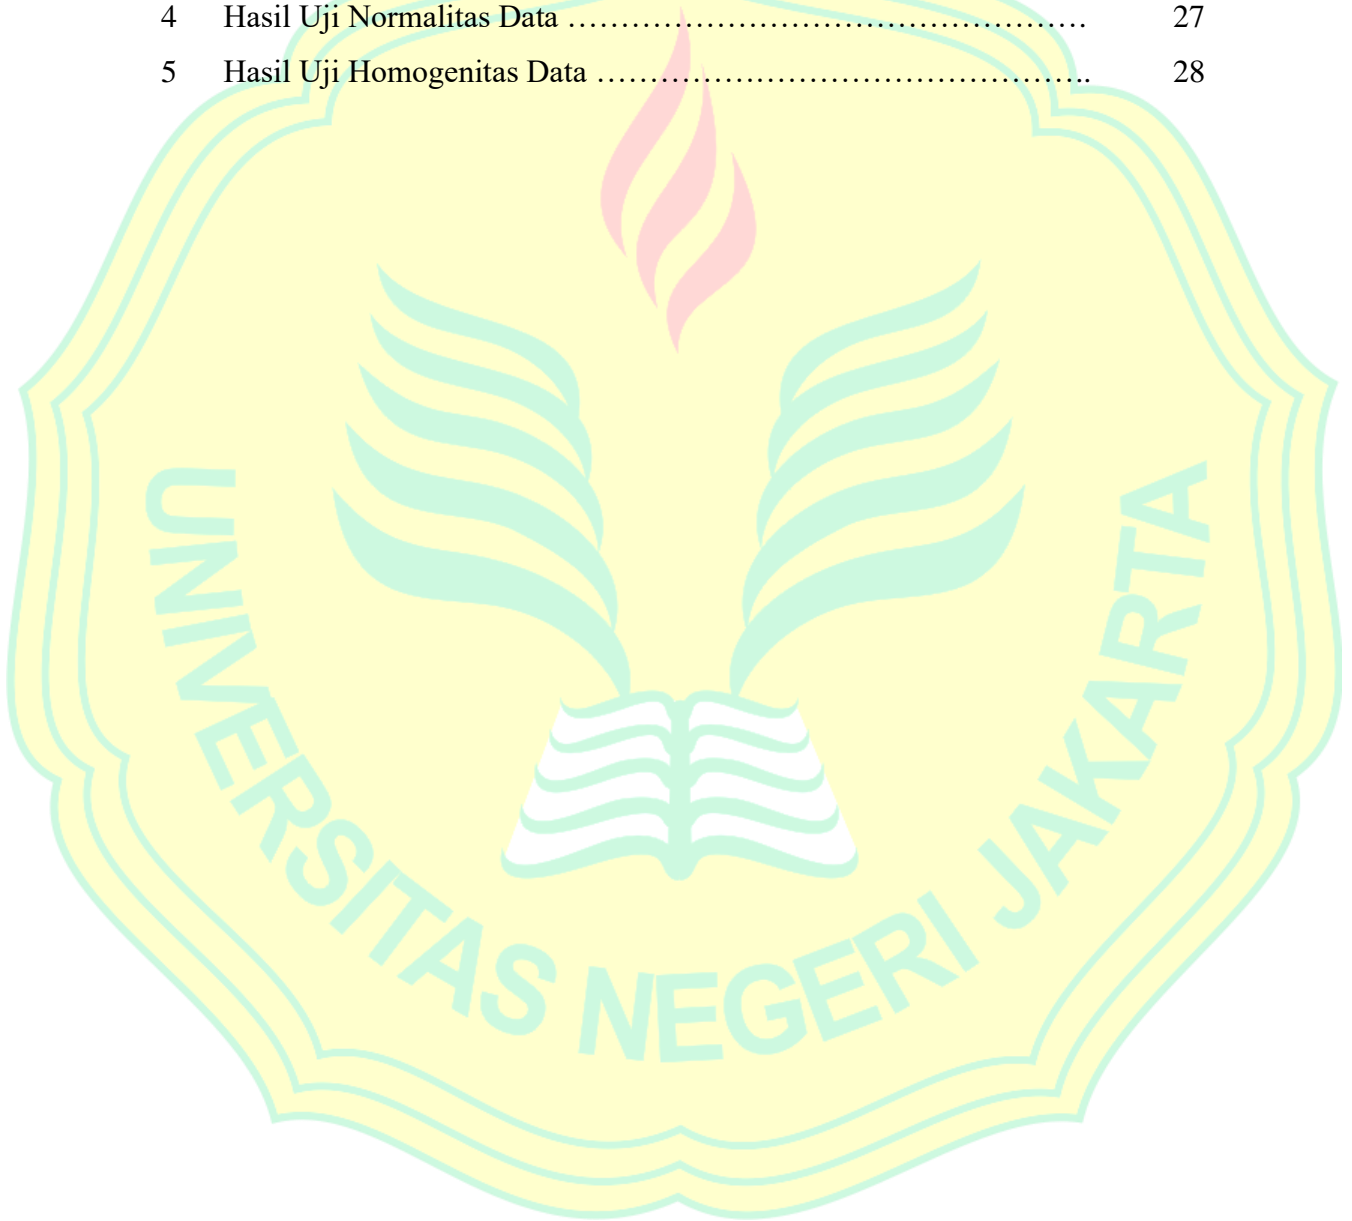 4 Hasil Uji Normalitas Data ………………………………………………… 27
5 Hasil Uji Homogenitas Data ……………………………………………….. 28
UNIVERSITAS NEGERI JAKARTA